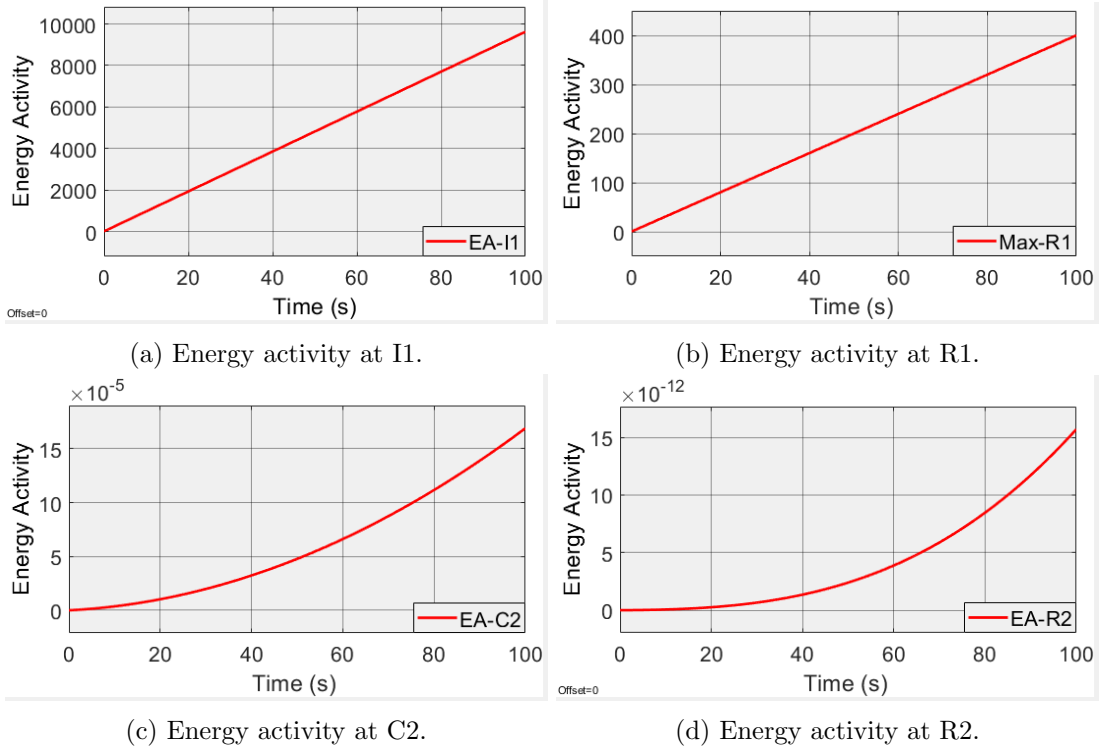 10000
8000
6000
4000
2000
0
Energy Activity
EA-I1
0 20 40 60 80 100
Time (s)
Offset=0
400
300
200
100
0
Energy Activity
Max-R1
0 20 40 60 80 100
Time (s)
(a) Energy activity at I1.
(b) Energy activity at R1.
×10⁻⁵
15
10
5
0
Energy Activity
EA-C2
0 20 40 60 80 100
Time (s)
×10⁻¹²
15
10
5
0
Energy Activity
EA-R2
0 20 40 60 80 100
Time (s)
Offset=0
(c) Energy activity at C2.
(d) Energy activity at R2.